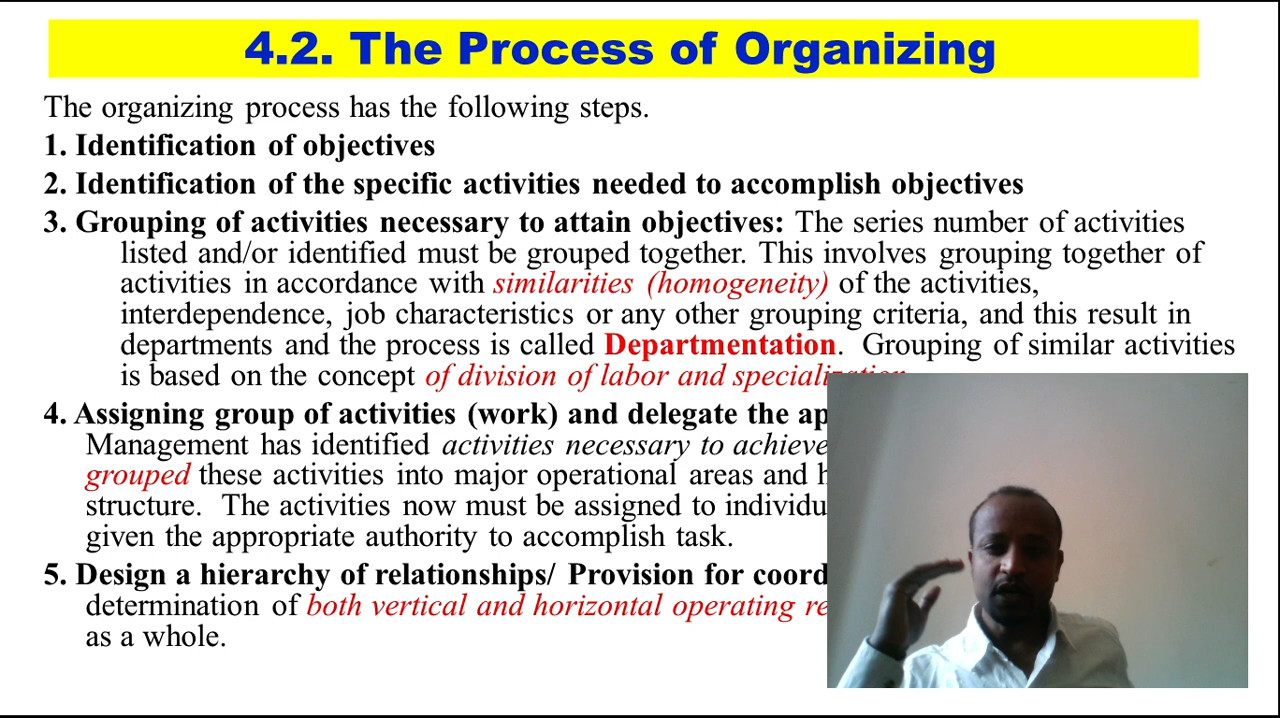 4.2. The Process of Organizing
The organizing process has the following steps.
1. Identification of objectives
2. Identification of the specific activities needed to accomplish objectives
3. Grouping of activities necessary to attain objectives: The series number of activities
listed and/or identified must be grouped together. This involves grouping together of
activities in accordance with similarities (homogeneity) of the activities,
interdependence, job characteristics or any other grouping criteria, and this result in
departments and the process is called Departmentation. Grouping of similar activities
is based on the concept of division of labor and specialization
4. Assigning group of activities (work) and delegate the ap
Management has identified activities necessary to achieve
grouped these activities into major operational areas and h
structure. The activities now must be assigned to individu
given the appropriate authority to accomplish task.
5. Design a hierarchy of relationships/ Provision for coord
determination of both vertical and horizontal operating re
as a whole.